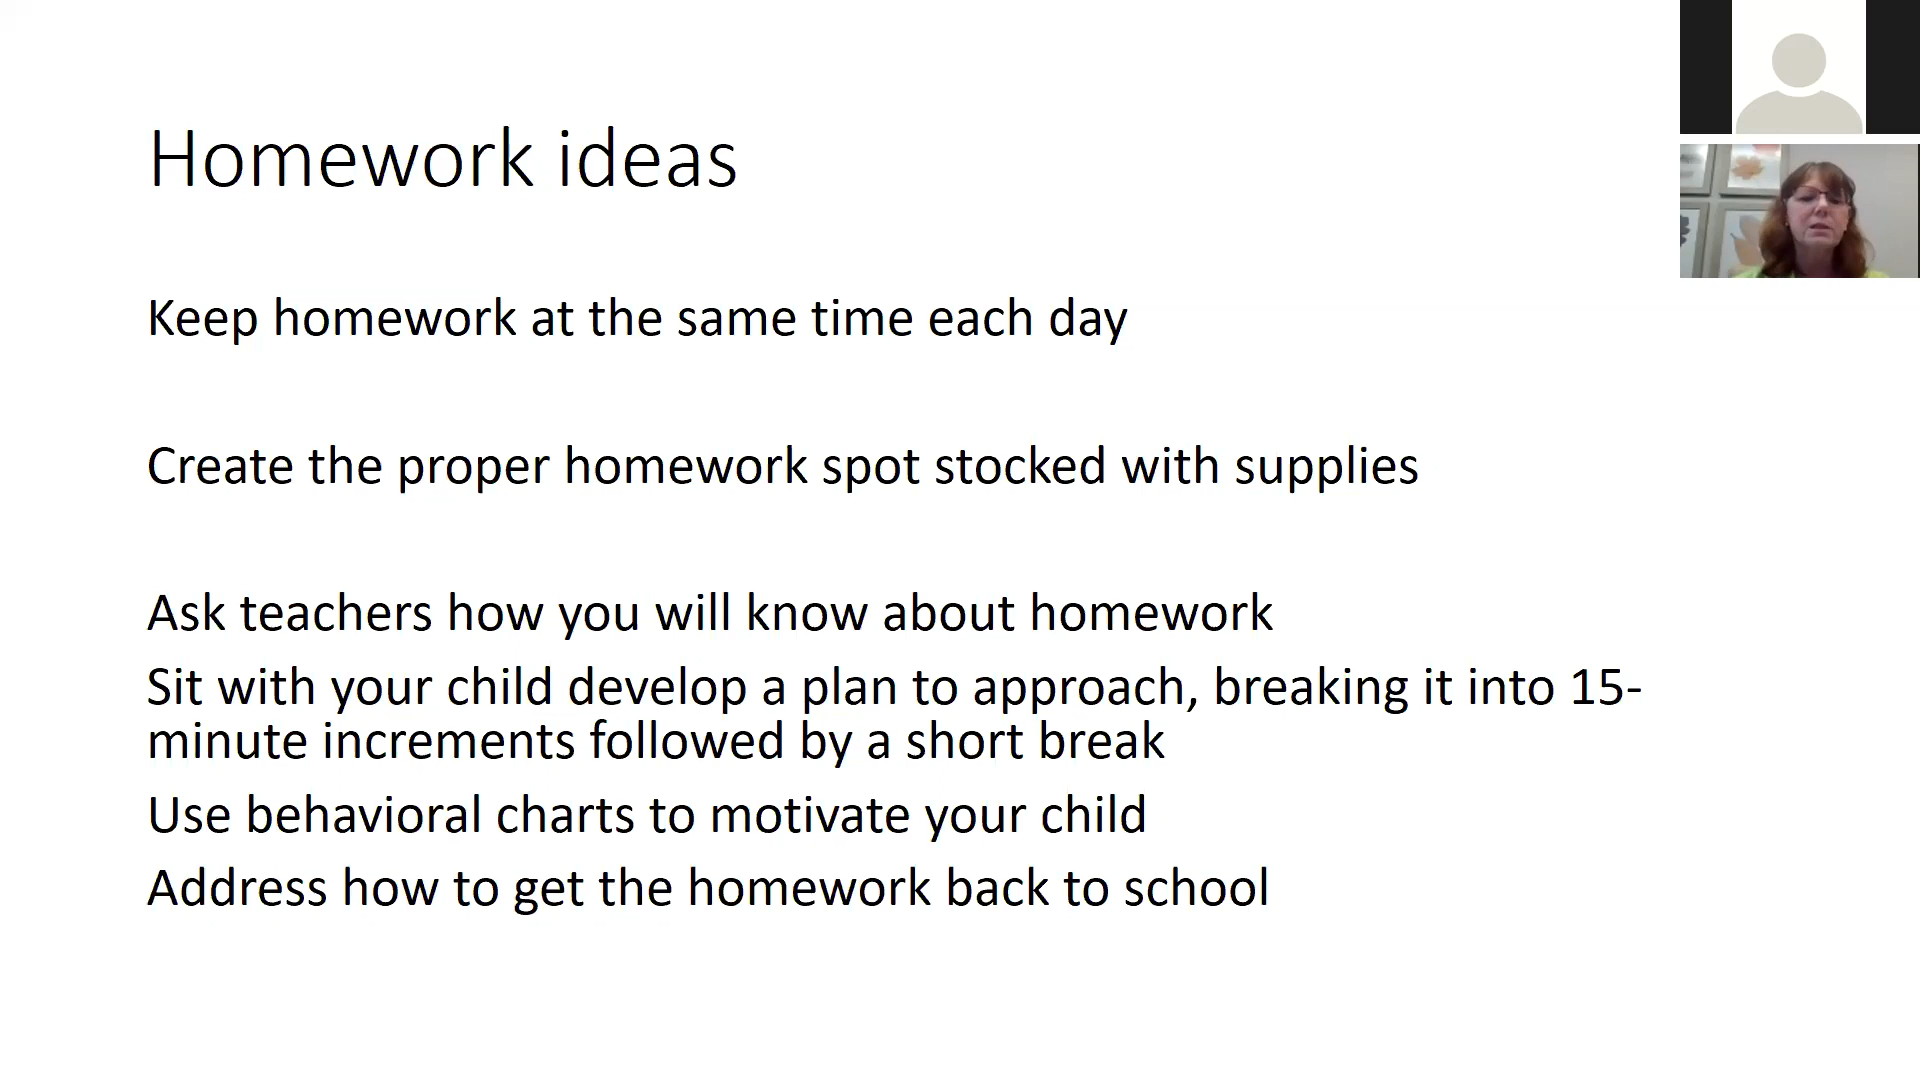 Homework ideas
Keep homework at the same time each day
Create the proper homework spot stocked with supplies
Ask teachers how you will know about homework
Sit with your child develop a plan to approach, breaking it into 15-
minute increments followed by a short break
Use behavioral charts to motivate your child
Address how to get the homework back to school